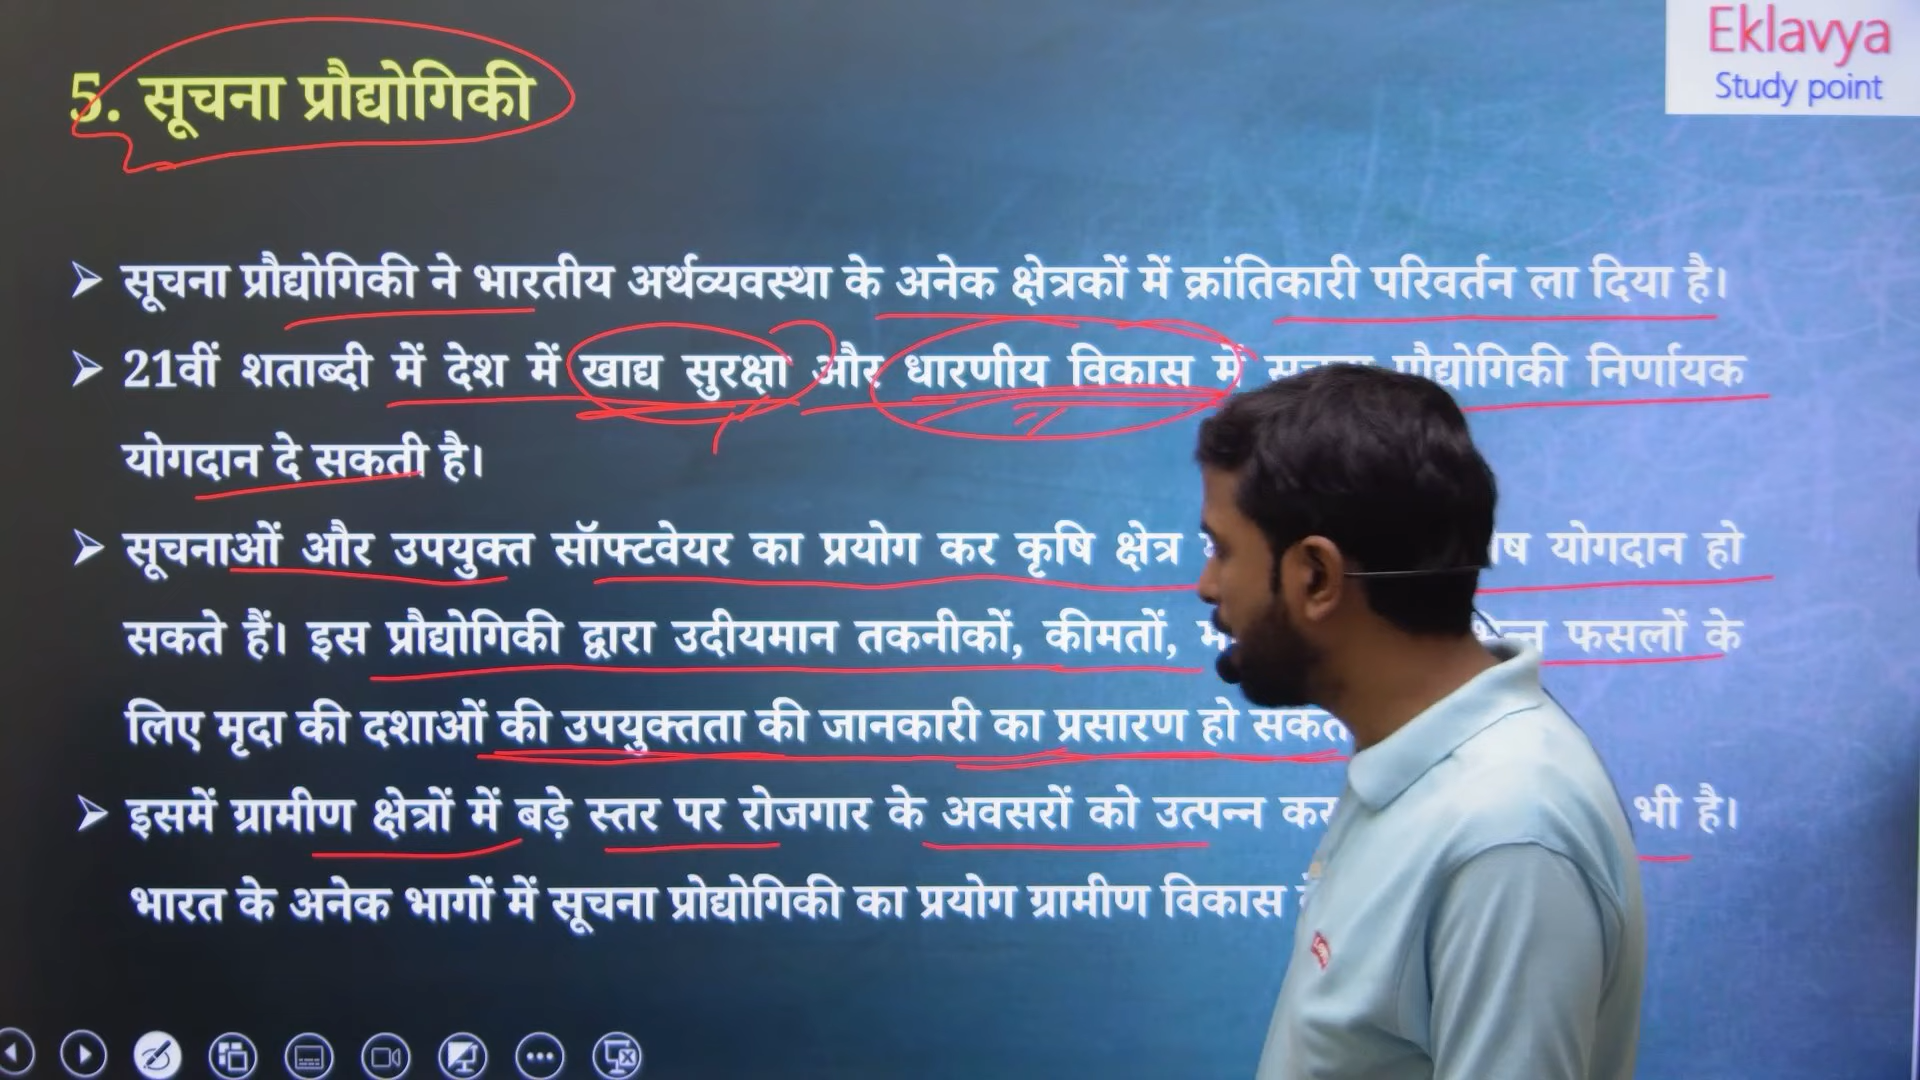 Eklavya
Study point
5. सूचना प्रौद्योगिकी
➢ सूचना प्रौद्योगिकी ने भारतीय अर्थव्यवस्था के अनेक क्षेत्रकों में क्रांतिकारी परिवर्तन ला दिया है।
➢ 21वीं शताब्दी में देश में खाद्य सुरक्षा और धारणीय विकास में सूचना प्रौद्योगिकी निर्णायक
योगदान दे सकती है।
➢ सूचनाओं और उपयुक्त सॉफ्टवेयर का प्रयोग कर कृषि क्षेत्र योगदान हो
सकते हैं। इस प्रौद्योगिकी द्वारा उदीयमान तकनीकों, कीमतों, फसलों के
लिए मृदा की दशाओं की उपयुक्तता की जानकारी का प्रसारण हो
➢ इसमें ग्रामीण क्षेत्रों में बड़े स्तर पर रोजगार के अवसरों को उत्पन्न भी है।
भारत के अनेक भागों में सूचना प्रोद्योगिकी का प्रयोग ग्रामीण विकास